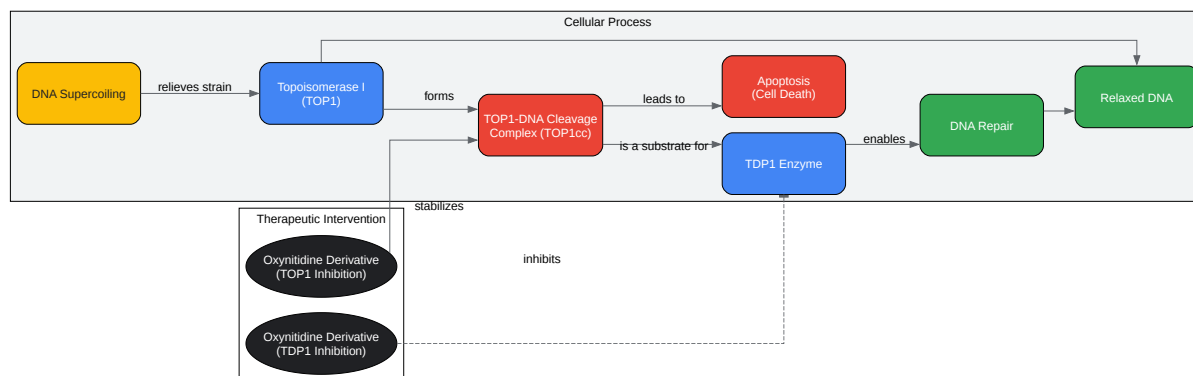 Cellular Process
DNA Supercoiling
relieves strain
Topoisomerase I
(TOP1)
forms
TOP1-DNA Cleavage
Complex (TOP1cc)
leads to
Apoptosis
(Cell Death)
is a substrate for
TDP1 Enzyme
enables
DNA Repair
Relaxed DNA
stabilizes
Therapeutic Intervention
Oxynitidine Derivative
(TOP1 Inhibition)
inhibits
Oxynitidine Derivative
(TDP1 Inhibition)